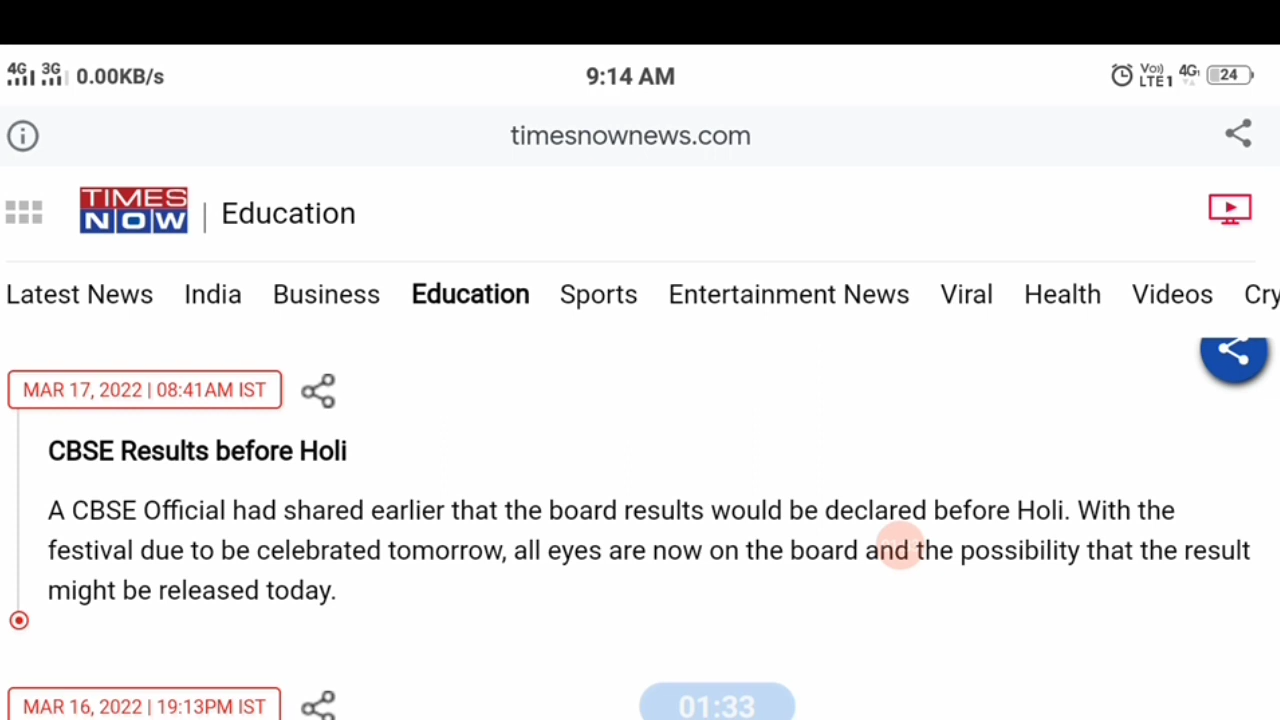 4G 3G 0.00KB/s 9:14 AM Vo)) LTE1 4G 24
timesnownews.com
TIMES NOW | Education
Latest News India Business Education Sports Entertainment News Viral Health Videos Cry
MAR 17, 2022 | 08:41AM IST
CBSE Results before Holi
A CBSE Official had shared earlier that the board results would be declared before Holi. With the
festival due to be celebrated tomorrow, all eyes are now on the board and the possibility that the result
might be released today.
MAR 16, 2022 | 19:13PM IST
01:33